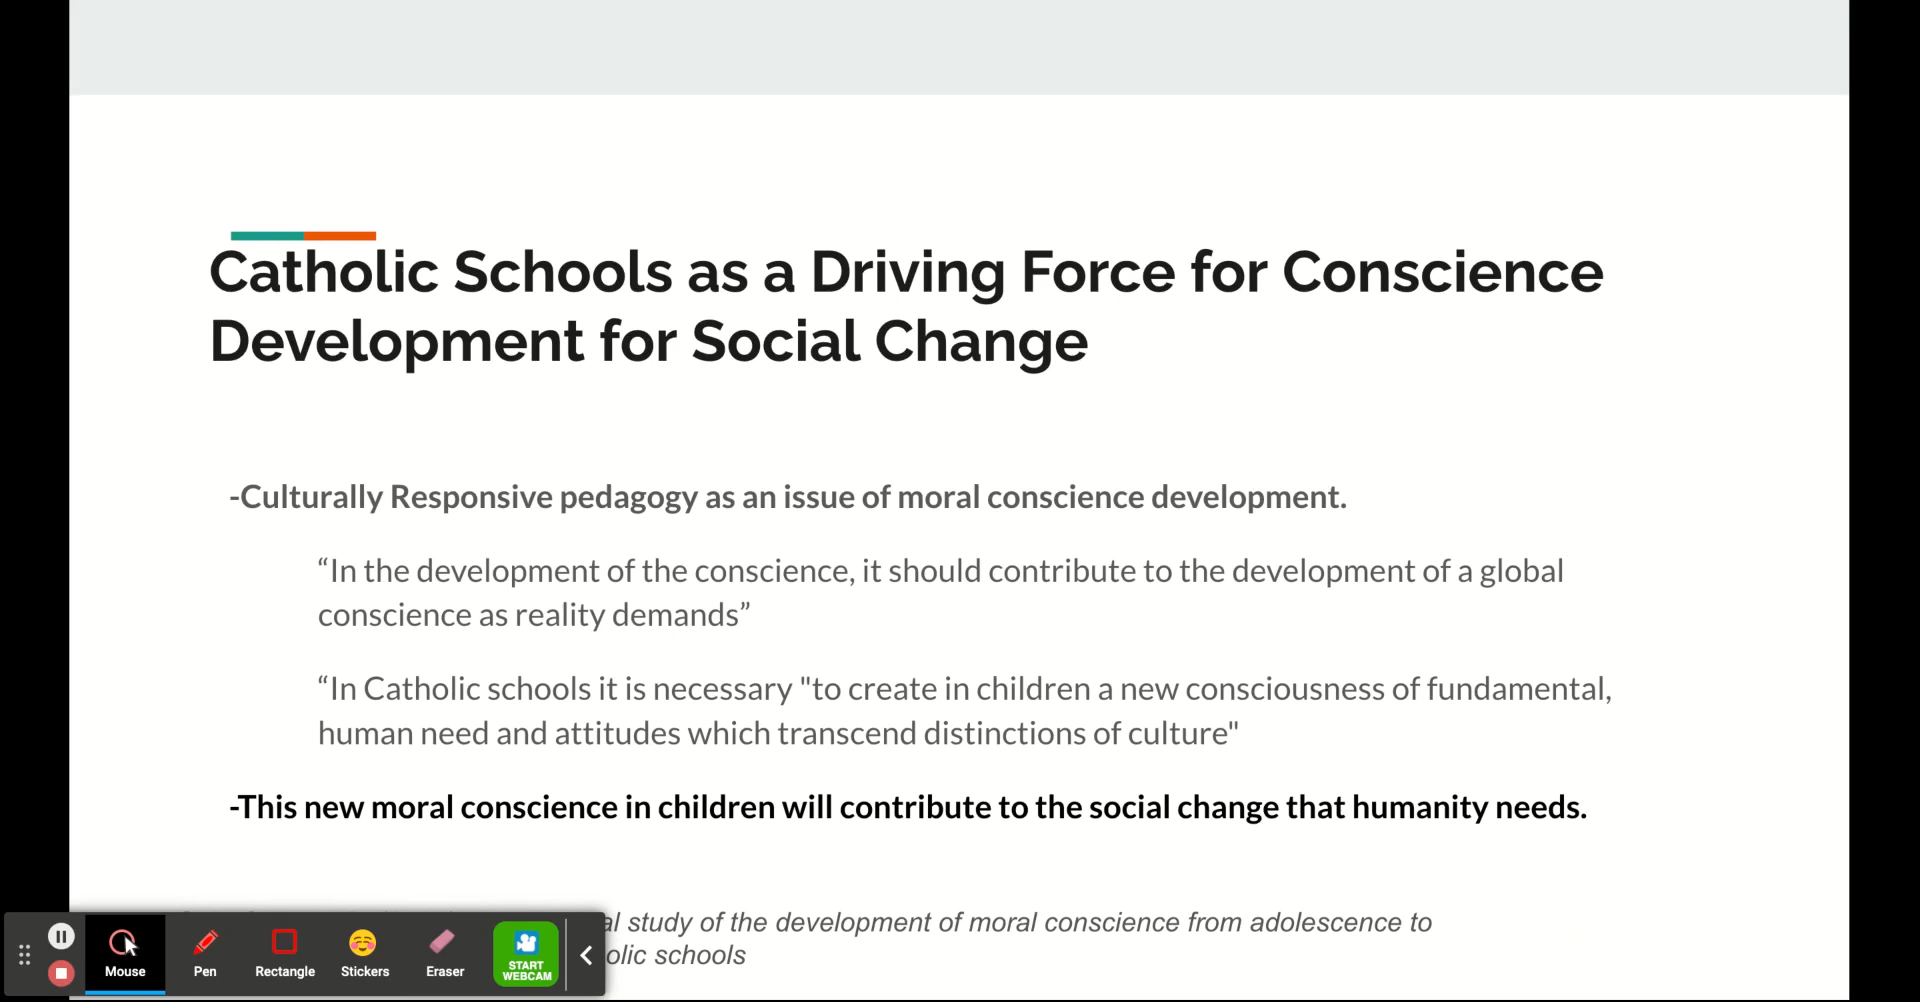 Catholic Schools as a Driving Force for Conscience
Development for Social Change
-Culturally Responsive pedagogy as an issue of moral conscience development.
“In the development of the conscience, it should contribute to the development of a global
conscience as reality demands”
“In Catholic schools it is necessary "to create in children a new consciousness of fundamental,
human need and attitudes which transcend distinctions of culture"
-This new moral conscience in children will contribute to the social change that humanity needs.
study of the development of moral conscience from adolescence to
schools
Mouse
Pen
Rectangle
Stickers
Eraser
START
WEBCAM